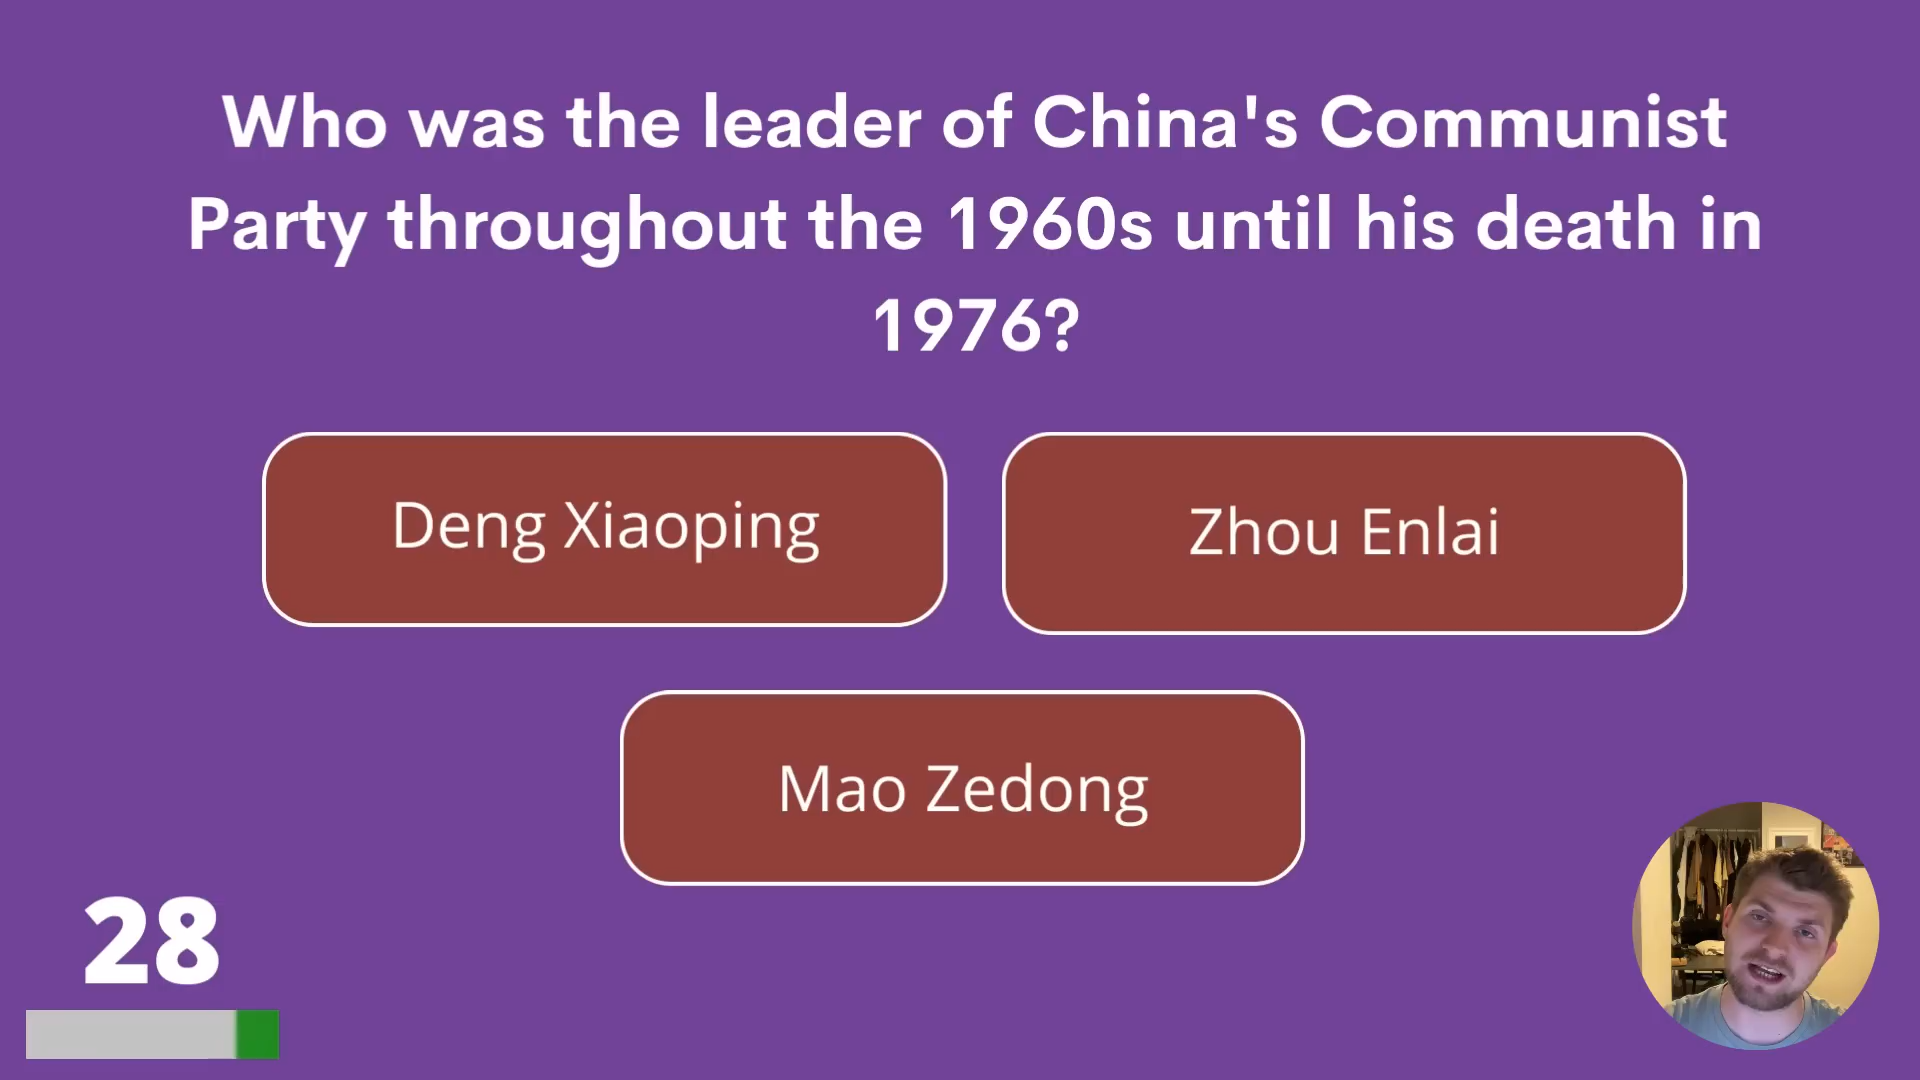 Who was the leader of China's Communist
Party throughout the 1960s until his death in
1976?
Deng Xiaoping
Zhou Enlai
Mao Zedong
28